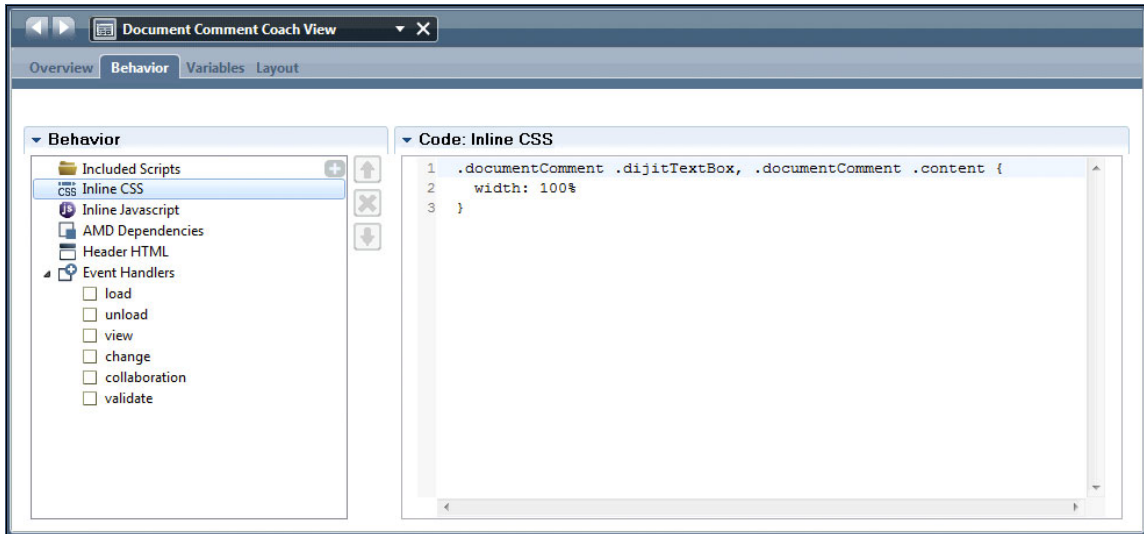 Document Comment Coach View
Overview Behavior Variables Layout
Behavior
Included Scripts
CSS Inline CSS
JS Inline Javascript
AMD Dependencies
Header HTML
Event Handlers
load
unload
view
change
collaboration
validate
Code: Inline CSS
1 .documentComment .dijitTextBox, .documentComment .content {
2 width: 100%
3 }